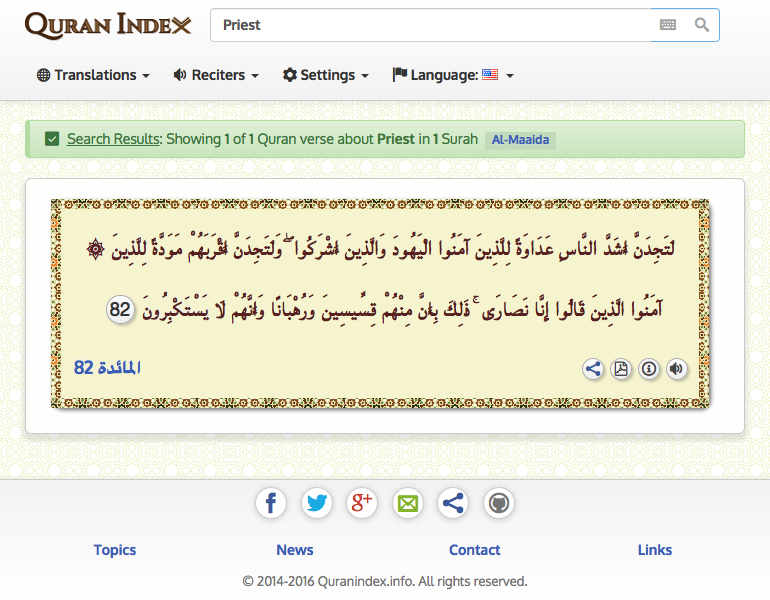 QURAN INDEX
Priest
Translations
Reciters
Settings
Language:
Search Results: Showing 1 of 1 Quran verse about Priest in 1 Surah Al-Maaida
لَتَجِدَنَّ أَشَدَّ النَّاسِ عَدَاوَةً لِلَّذِينَ آمَنُوا الْيَهُودَ وَالَّذِينَ أَشْرَكُوا ۖ وَلَتَجِدَنَّ أَقْرَبَهُمْ مَوَدَّةً لِلَّذِينَ ۞
آمَنُوا الَّذِينَ قَالُوا إِنَّا نَصَارَى ۚ ذَلِكَ بِأَنَّ مِنْهُمْ قِسِّيسِينَ وَرُهْبَانًا وَأَنَّهُمْ لَا يَسْتَكْبِرُونَ 82
المائدة 82
f g+
Topics News Contact Links
© 2014-2016 Quranindex.info. All rights reserved.